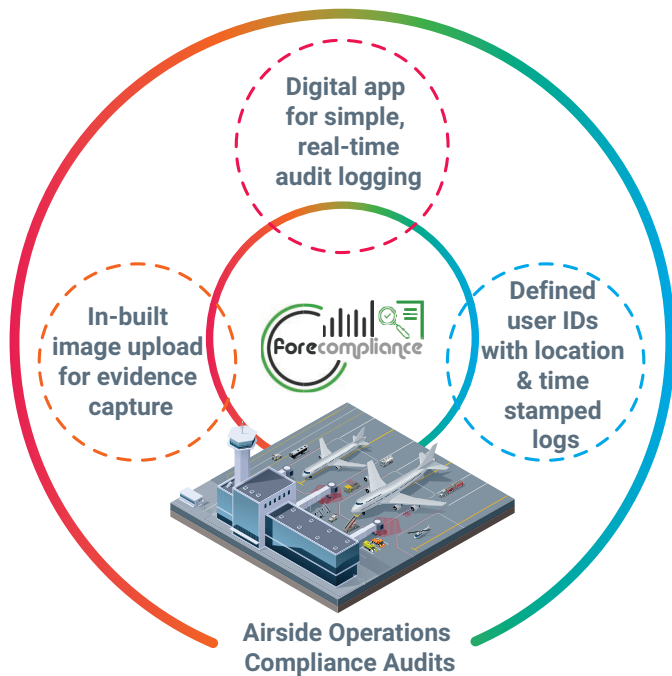 Digital app
for simple,
real-time
audit logging
In-built
image upload
for evidence
capture
forecompliance
Defined
user IDs
with location
& time
stamped
logs
Airside Operations
Compliance Audits